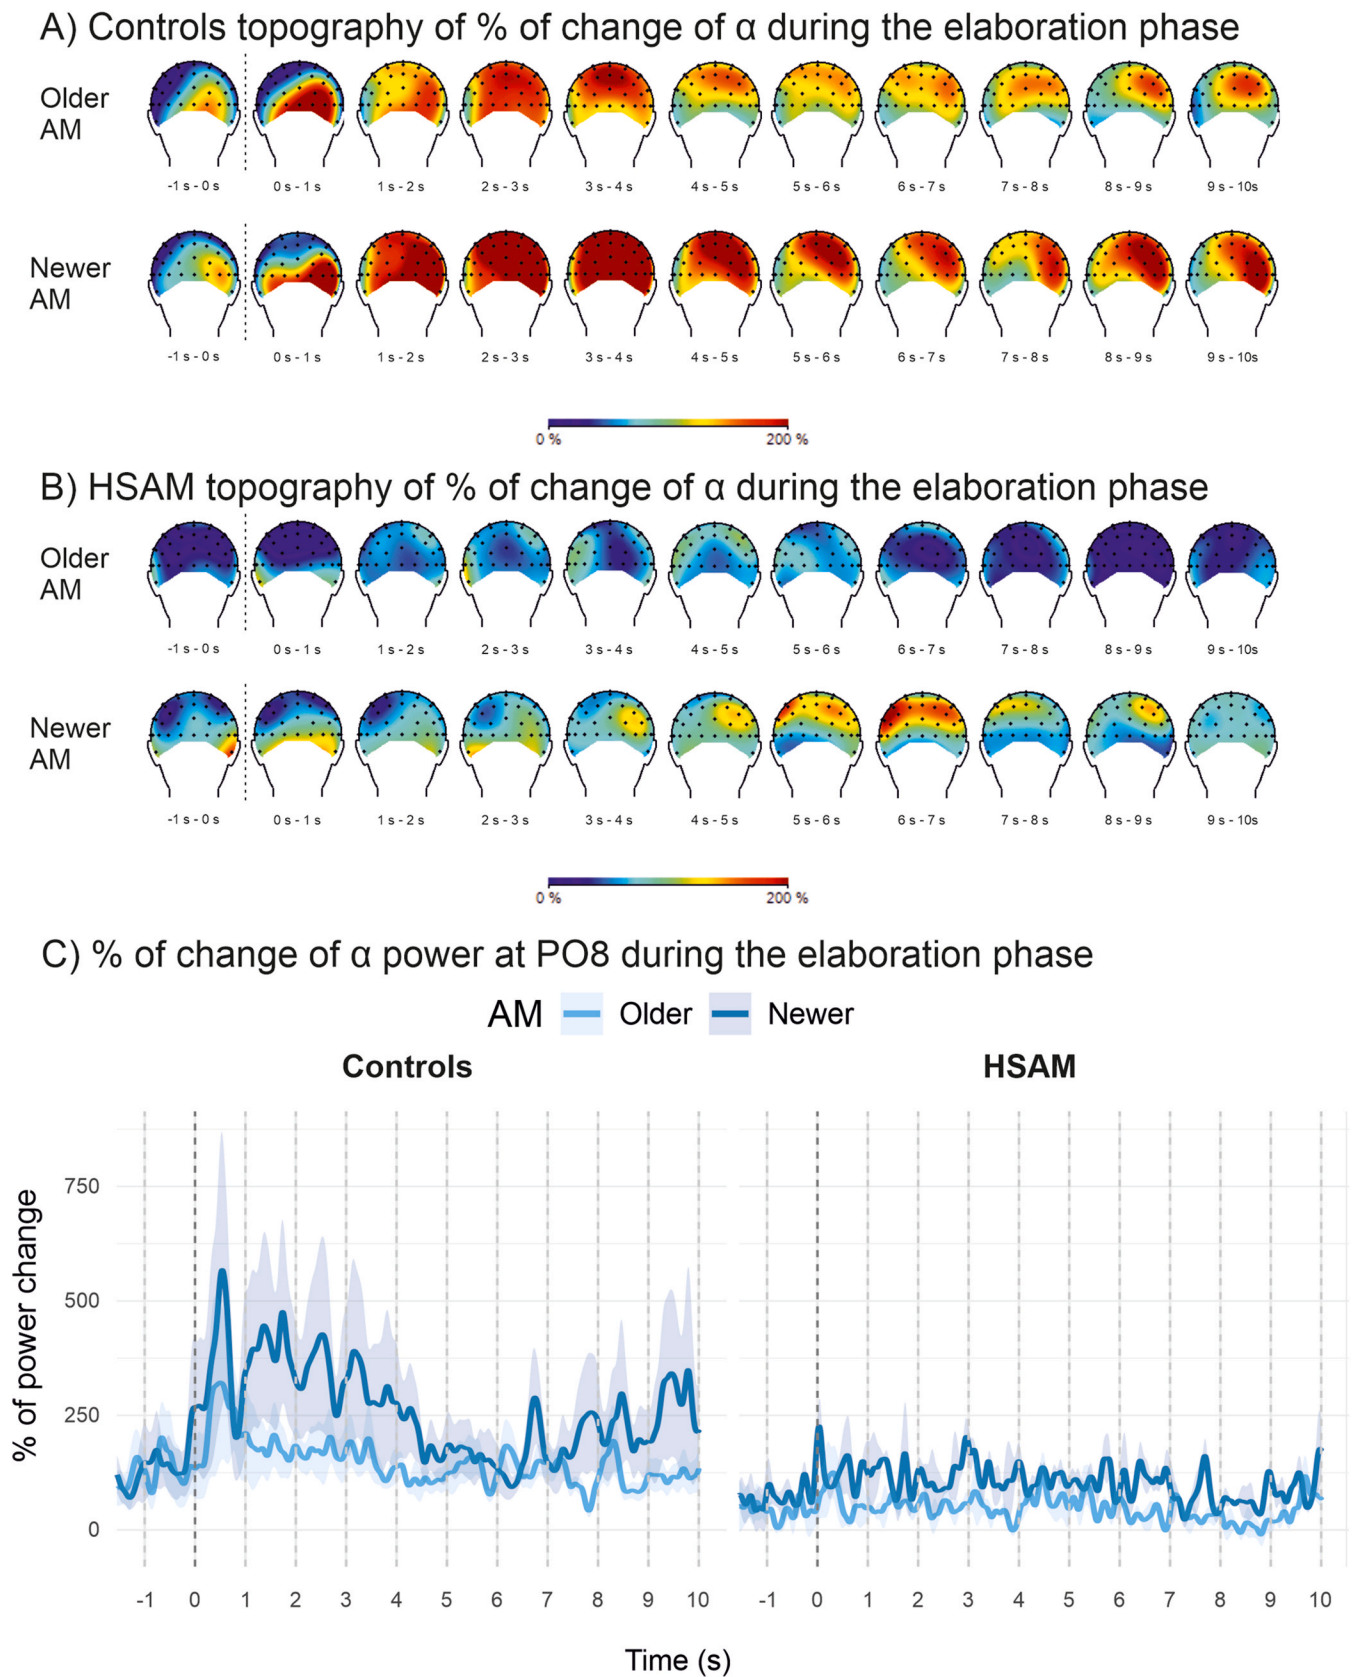 A) Controls topography of % of change of α during the elaboration phase
Older
AM
-1 s - 0 s 0 s - 1 s 1 s - 2 s 2 s - 3 s 3 s - 4 s 4 s - 5 s 5 s - 6 s 6 s - 7 s 7 s - 8 s 8 s - 9 s 9 s - 10s
Newer
AM
-1 s - 0 s 0 s - 1 s 1 s - 2 s 2 s - 3 s 3 s - 4 s 4 s - 5 s 5 s - 6 s 6 s - 7 s 7 s - 8 s 8 s - 9 s 9 s - 10s
0 % 200 %
B) HSAM topography of % of change of α during the elaboration phase
Older
AM
-1 s - 0 s 0 s - 1 s 1 s - 2 s 2 s - 3 s 3 s - 4 s 4 s - 5 s 5 s - 6 s 6 s - 7 s 7 s - 8 s 8 s - 9 s 9 s - 10s
Newer
AM
-1 s - 0 s 0 s - 1 s 1 s - 2 s 2 s - 3 s 3 s - 4 s 4 s - 5 s 5 s - 6 s 6 s - 7 s 7 s - 8 s 8 s - 9 s 9 s - 10s
0 % 200 %
C) % of change of α power at PO8 during the elaboration phase
AM Older Newer
Controls HSAM
% of power change
750
500
250
0
-1 0 1 2 3 4 5 6 7 8 9 10 -1 0 1 2 3 4 5 6 7 8 9 10
Time (s)